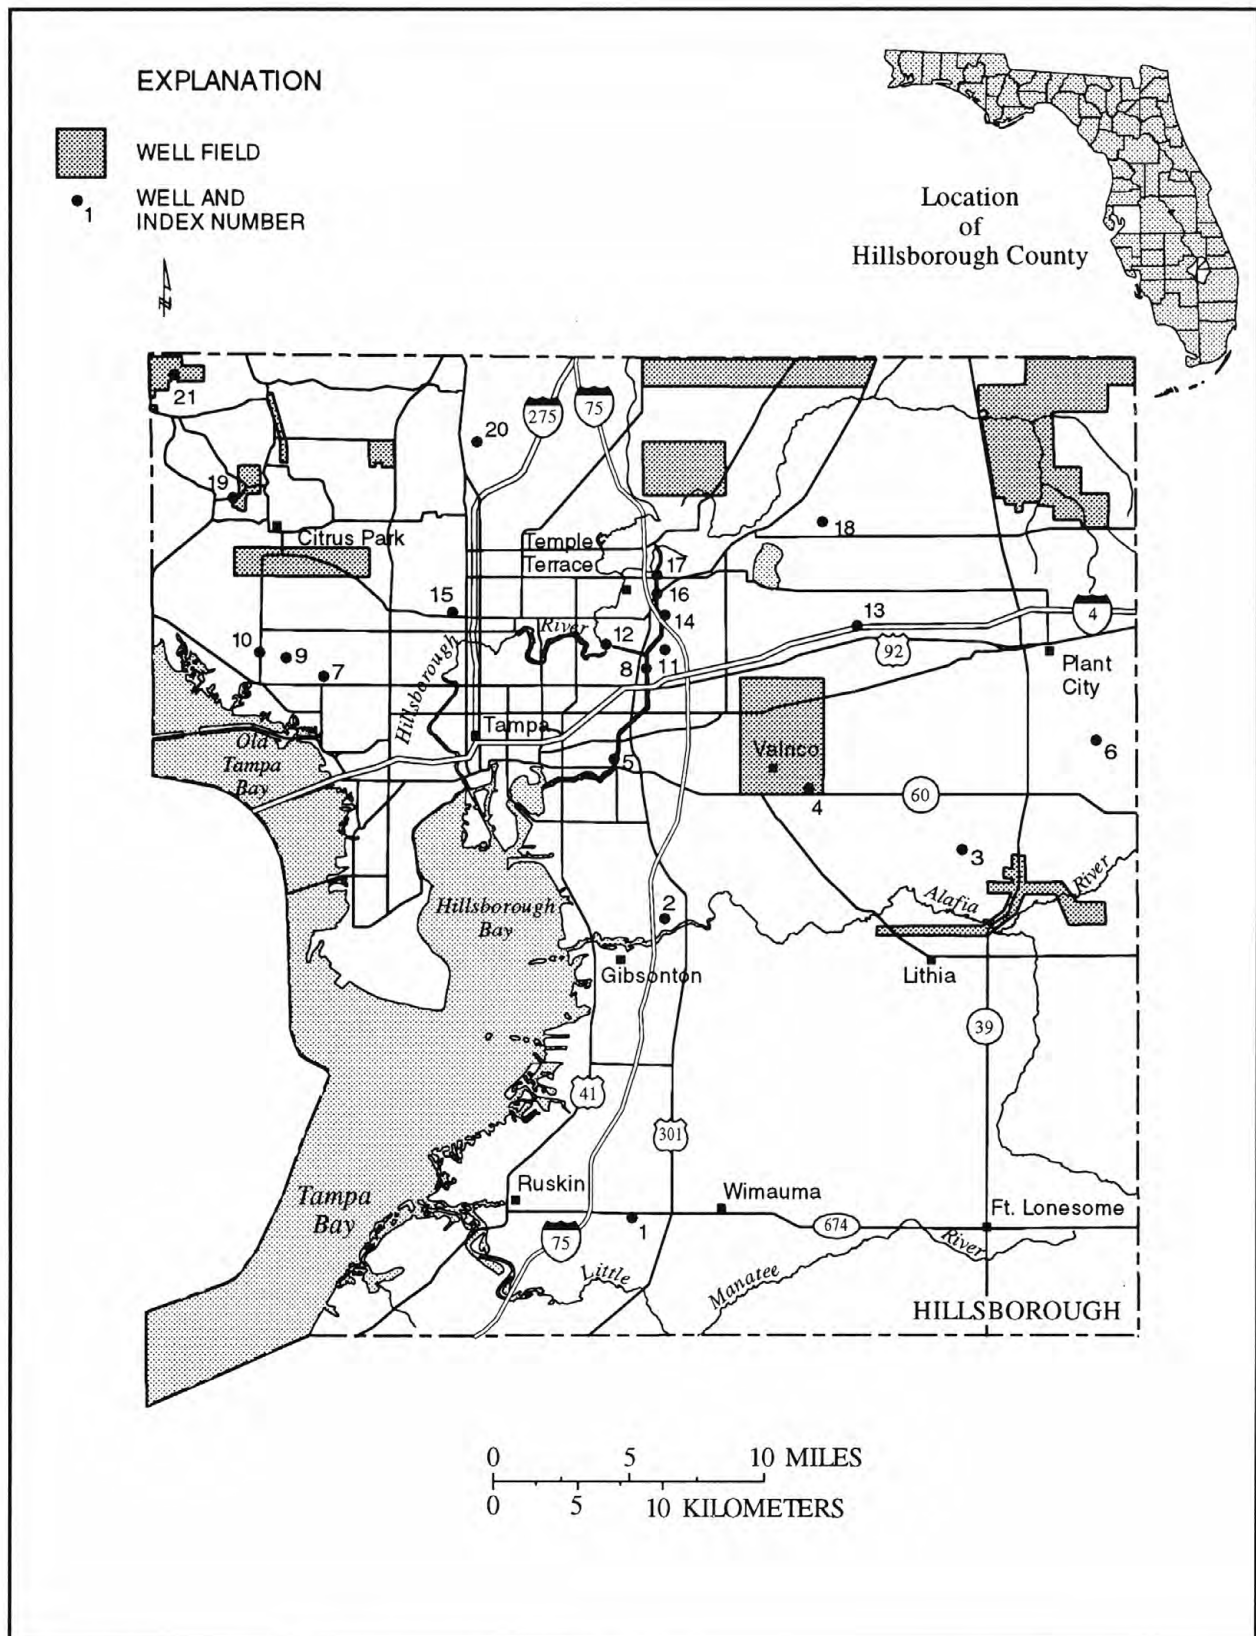 EXPLANATION
WELL FIELD
1
WELL AND
INDEX NUMBER
N
Location
of
Hillsborough County
21
20
275
75
19
Citrus Park
Temple
Terrace
18
17
16
15
14
13
4
River
12
92
10
9
7
8
11
Plant
City
Hillsborough
Tampa
Old
Tampa
Bay
5
Valrico
6
4
60
3
Hillsborough
Bay
2
Alafia
River
Gibsonton
Lithia
39
41
301
Tampa
Bay
Ruskin
Wimauma
1
75
674
Ft. Lonesome
Little
Manatee
River
HILLSBOROUGH
0 5 10 MILES
0 5 10 KILOMETERS